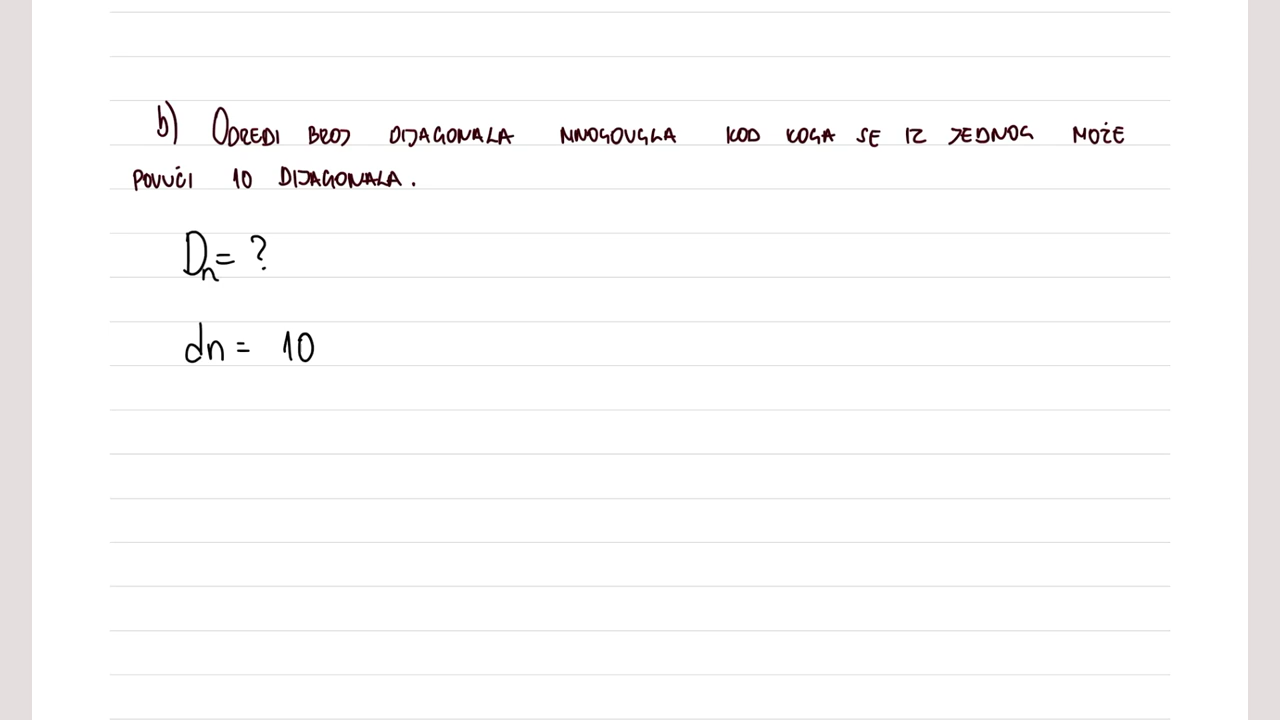 b) ODREDI BROJ DIJAGONALA MNOGOUGLA KOD KOGA SE IZ JEDNOG MOŽE
POVUĆI 10 DIJAGONALA.
Dn = ?
dn = 10